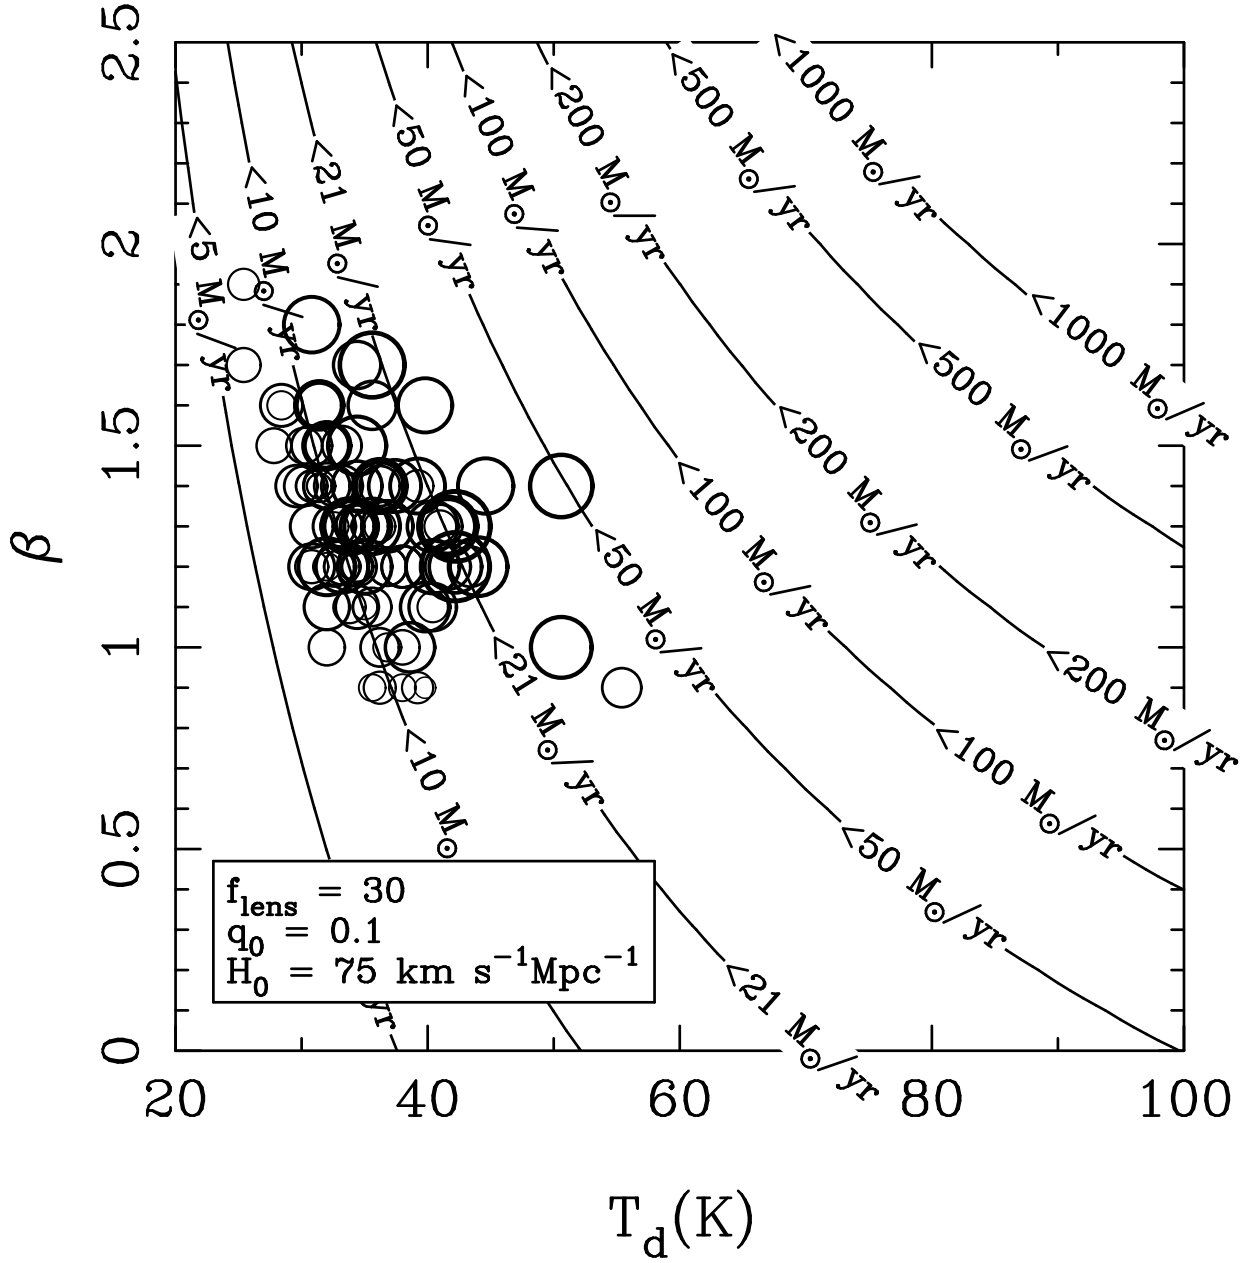 2.5
2
1.5
1
0.5
0
β
<5 M⊙/yr
<10 M⊙/yr
<21 M⊙/yr
<50 M⊙/yr
<100 M⊙/yr
<200 M⊙/yr
<500 M⊙/yr
<1000 M⊙/yr
<1000 M⊙/yr
<500 M⊙/yr
<200 M⊙/yr
<100 M⊙/yr
<50 M⊙/yr
<21 M⊙/yr
<10 M⊙
<200 M⊙/yr
<100 M⊙/yr
<50 M⊙/yr
<21 M⊙/yr
f_lens = 30
q_0 = 0.1
H_0 = 75 km s^−1Mpc^−1
yr
20
40
60
80
100
T_d(K)